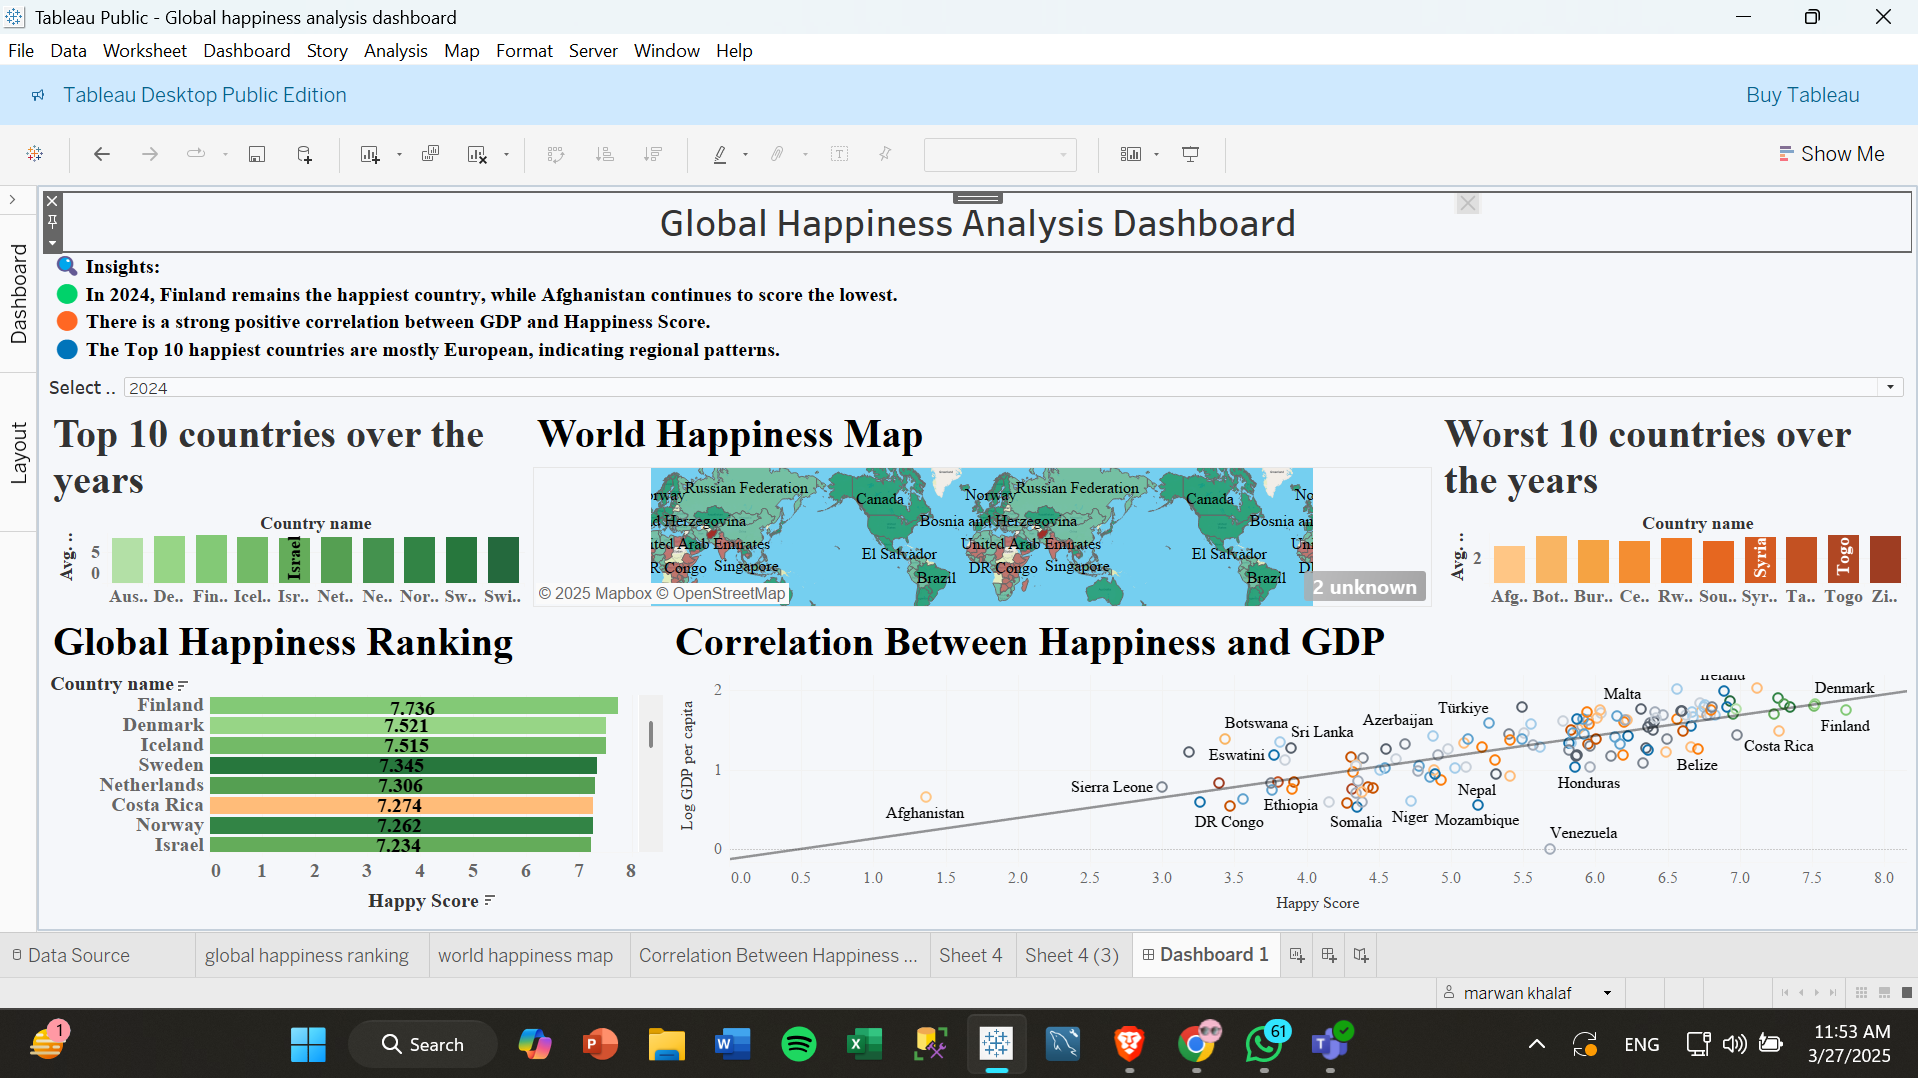 Tableau Public - Global happiness analysis dashboard
File Data Worksheet Dashboard Story Analysis Map Format Server Window Help
Tableau Desktop Public Edition
Buy Tableau
Show Me
Dashboard
Layout
Global Happiness Analysis Dashboard
Insights:
In 2024, Finland remains the happiest country, while Afghanistan continues to score the lowest.
There is a strong positive correlation between GDP and Happiness Score.
The Top 10 happiest countries are mostly European, indicating regional patterns.
Select .. 2024
Top 10 countries over the
years
Country name
Avg...
5
0
Israel
Aus.. De.. Fin.. Icel.. Isr.. Net.. Ne.. Nor.. Sw.. Swi..
World Happiness Map
rway Russian Federation Canada Norway Russian Federation Canada No
d Herzegovina Bosnia and Herzegovina Bosnia an
ited Arab Emirates El Salvador United Arab Emirates El Salvador Un
R Congo Singapore Brazil DR Congo Singapore Brazil D
© 2025 Mapbox © OpenStreetMap
2 unknown
Worst 10 countries over
the years
Country name
Avg...
2
Syria
Togo
Afg.. Bot.. Bur.. Ce.. Rw.. Sou.. Syr.. Ta.. Togo Zi..
Global Happiness Ranking
Country name
Finland 7.736
Denmark 7.521
Iceland 7.515
Sweden 7.345
Netherlands 7.306
Costa Rica 7.274
Norway 7.262
Israel 7.234
0 1 2 3 4 5 6 7 8
Happy Score
Correlation Between Happiness and GDP
Log GDP per capita
2
1
0
Ireland
Denmark
Malta
Türkiye
Azerbaijan
Botswana
Sri Lanka
Finland
Costa Rica
Eswatini
Belize
Sierra Leone
Honduras
Nepal
Ethiopia
Afghanistan
DR Congo
Somalia
Niger
Mozambique
Venezuela
0.0 0.5 1.0 1.5 2.0 2.5 3.0 3.5 4.0 4.5 5.0 5.5 6.0 6.5 7.0 7.5 8.0
Happy Score
Data Source global happiness ranking world happiness map Correlation Between Happiness ... Sheet 4 Sheet 4 (3) Dashboard 1
marwan khalaf
1
Search
61
ENG
11:53 AM
3/27/2025